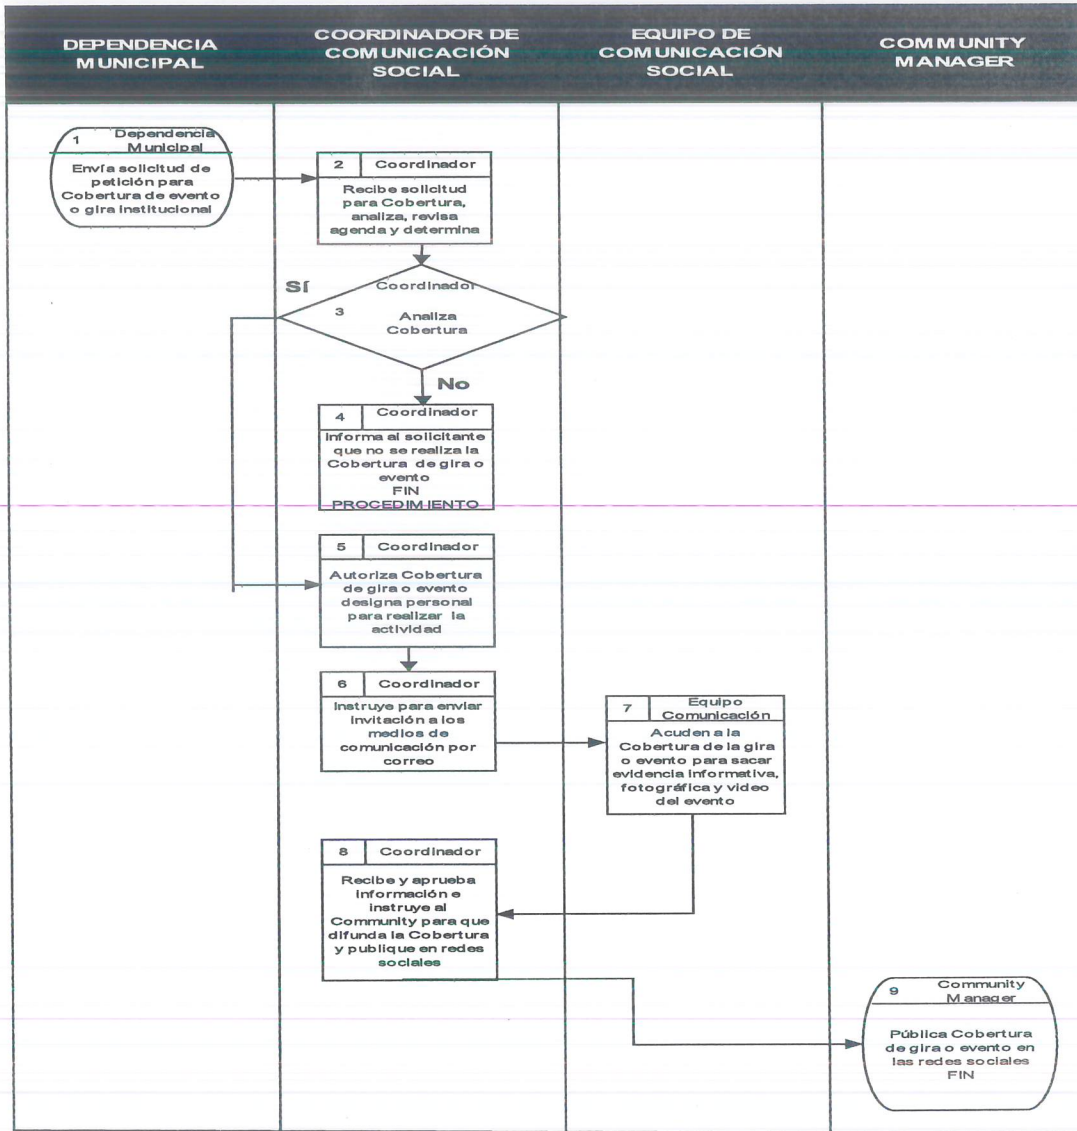 DEPENDENCIA
MUNICIPAL
COORDINADOR DE
COMUNICACIÓN
SOCIAL
EQUIPO DE
COMUNICACIÓN
SOCIAL
COMMUNITY
MANAGER
1 Dependencia
Municipal
Envía solicitud de
petición para
Cobertura de evento
o gira institucional
2 Coordinador
Recibe solicitud
para Cobertura,
analiza, revisa
agenda y determina
Sí
Coordinador
3 Analiza
Cobertura
No
4 Coordinador
Informa al solicitante
que no se realiza la
Cobertura de gira o
evento
FIN
PROCEDIMIENTO
5 Coordinador
Autoriza Cobertura
de gira o evento
designa personal
para realizar la
actividad
6 Coordinador
Instruye para enviar
invitación a los
medios de
comunicación por
correo
7 Equipo
Comunicación
Acuden a la
Cobertura de la gira
o evento para sacar
evidencia informativa,
fotográfica y video
del evento
8 Coordinador
Recibe y aprueba
información e
instruye al
Community para que
difunda la Cobertura
y publique en redes
sociales
9 Community
Manager
Pública Cobertura
de gira o evento en
las redes sociales
FIN